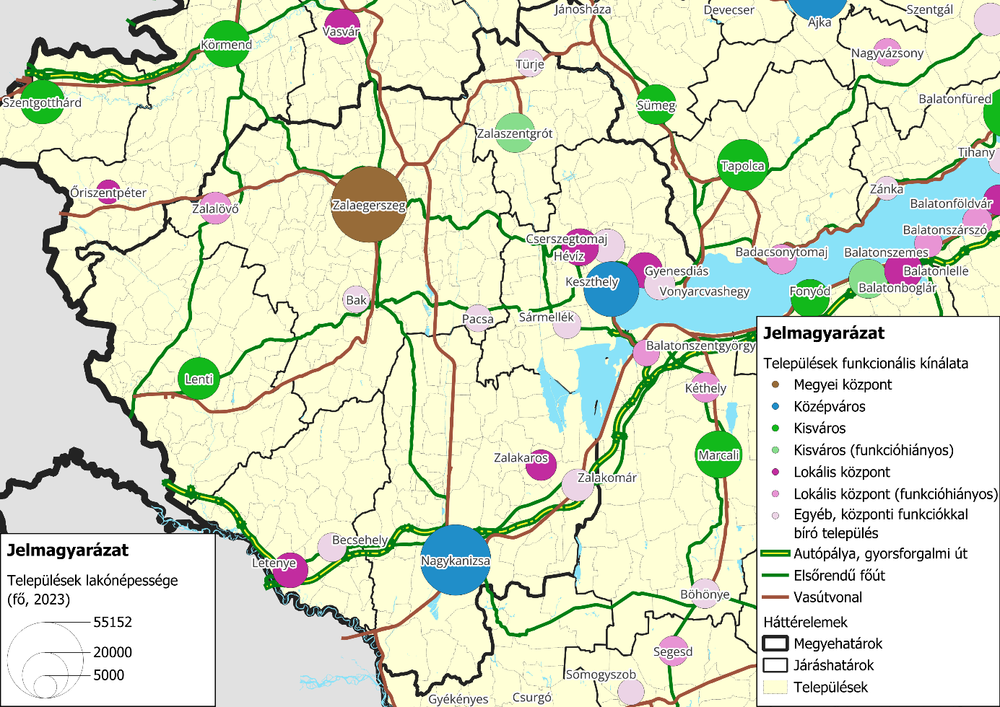 Jánosháza
Devecser
Szentgál
Ajka
Vasvár
Körmend
Nagyvázsony
Türje
Szentgotthárd
Sümeg
Balatonfüred
Zalaszentgrót
Tihany
Tapolca
Őriszentpéter
Zánka
Zalalövő
Zalaegerszeg
Balatonföldvár
Balatonszárszó
Cserszegtomaj
Hévíz
Badacsonytomaj
Balatonszemes
Gyenesdiás
Balatonlelle
Keszthely
Vonyarcvashegy
Fonyód
Balatonboglár
Bak
Pacsa
Sármellék
Balatonszentgyörgy
Lenti
Kéthely
Zalakaros
Marcali
Zalakomár
Becsehely
Letenye
Nagykanizsa
Böhönye
Segesd
Somogyszob
Gyékényes
Csurgó
Jelmagyarázat
Települések lakónépessége
(fő, 2023)
55152
20000
5000
Jelmagyarázat
Települések funkcionális kínálata
Megyei központ
Középváros
Kisváros
Kisváros (funkcióhiányos)
Lokális központ
Lokális központ (funkcióhiányos)
Egyéb, központi funkciókkal
bíró település
Autópálya, gyorsforgalmi út
Elsőrendű főút
Vasútvonal
Háttérelemek
Megyehatárok
Járáshatárok
Települések